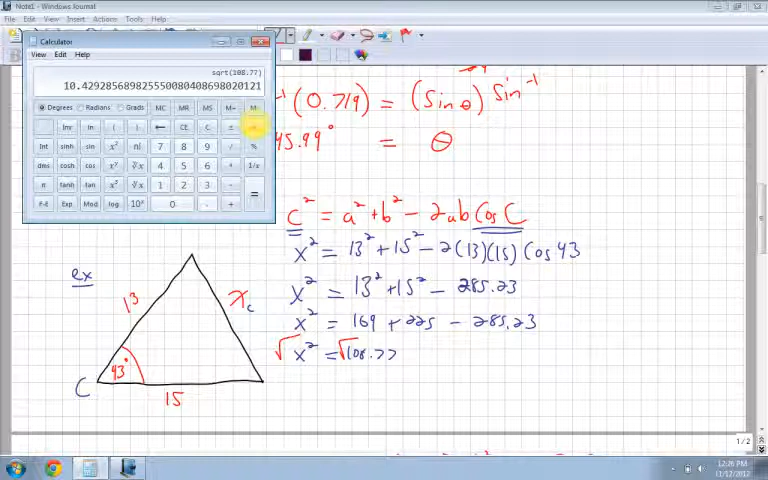 Note1 - Windows Journal
File Edit View Insert Actions Tools Help
Calculator
View Edit Help
sqrt(108.77)
10.429285689825550080408698020121
Degrees Radians Grads MC MR MS M+ M-
Inv ln ( ) ← CE C ±
Int sinh sin x² n! 7 8 9 / %
dms cosh cos 4 5 6 * 1/x
π tanh tan x³ 1 2 3 - =
F-E Exp Mod log 10ˣ 0 . +
(0.719) = (Sin θ) Sin⁻¹
45.99° = θ
c² = a² + b² - 2ab Cos C
x² = 13² + 15² - 2(13)(15) Cos 43
x² = 13² + 15² - 285.23
x² = 169 + 225 - 285.23
√x² = √108.77
ex
13
x c
43°
C
15
1 / 2
12:26 PM
11/12/2012